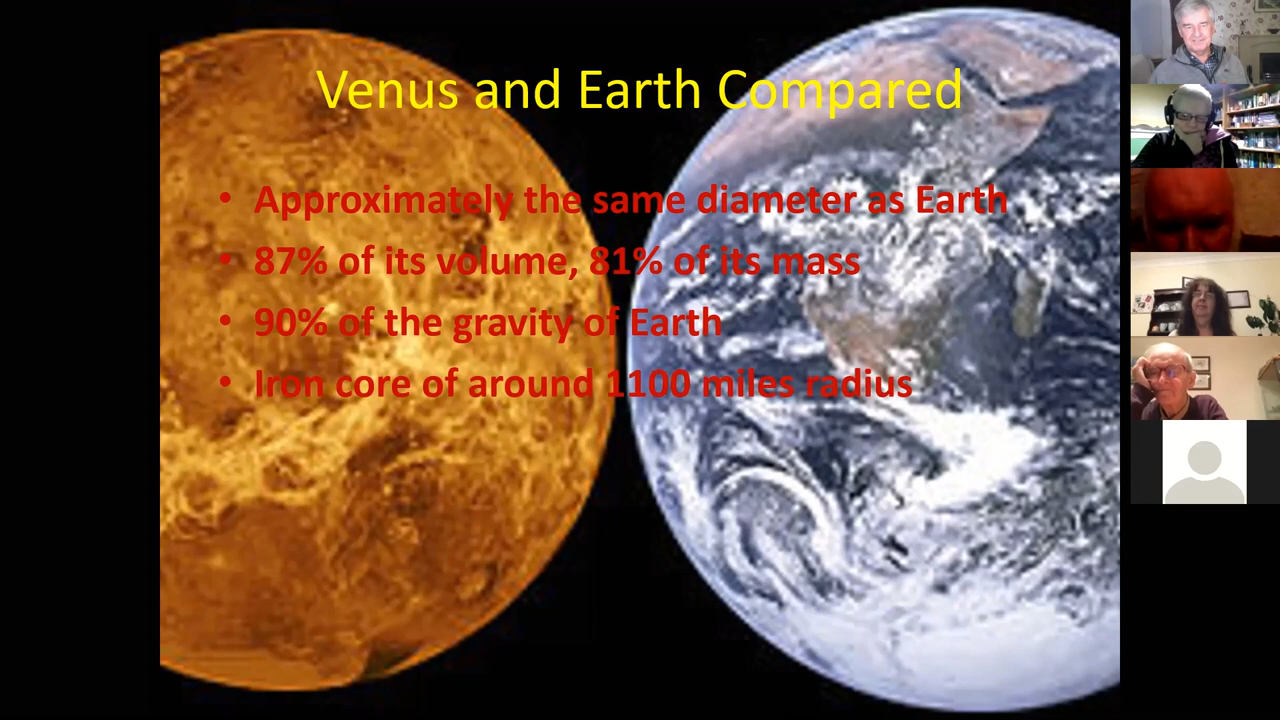 Venus and Earth Compared
• Approximately the same diameter as Earth
• 87% of its volume, 81% of its mass
• 90% of the gravity of Earth
• Iron core of around 1100 miles radius